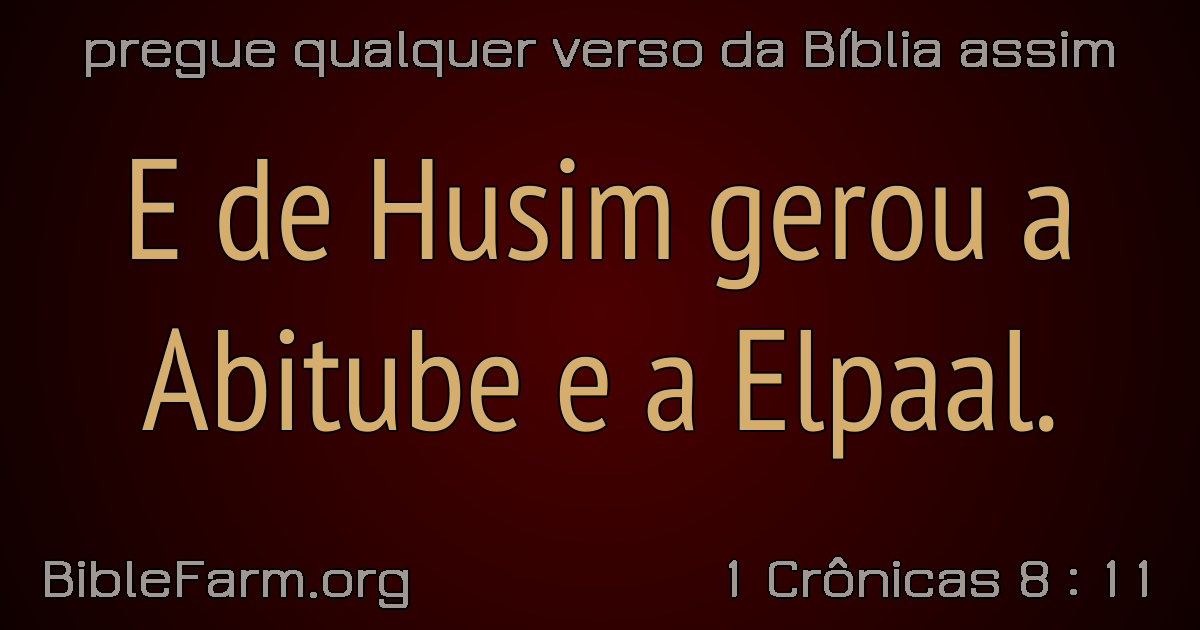 pregue qualquer verso da Bíblia assim
E de Husim gerou a
Abitube e a Elpaal.
BibleFarm.org
1 Crônicas 8 : 11